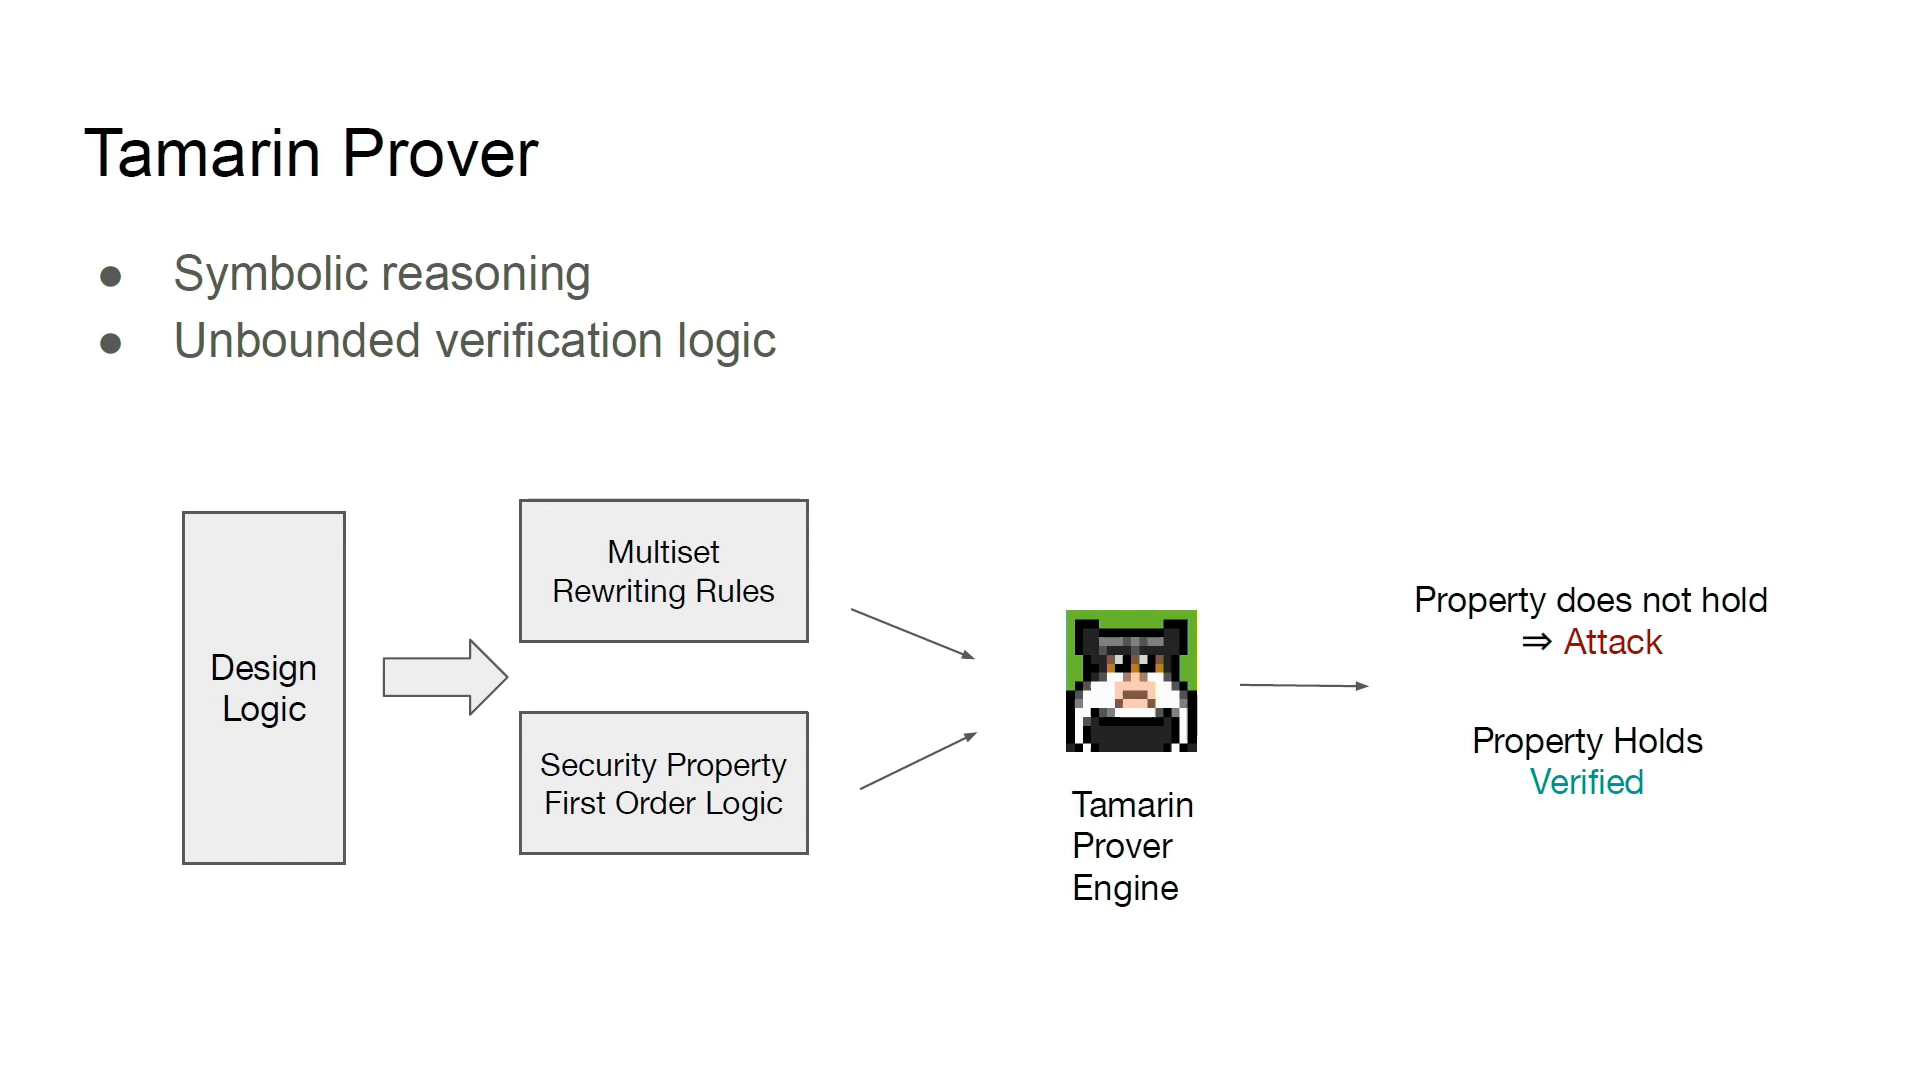 Tamarin Prover
● Symbolic reasoning
● Unbounded verification logic
Design
Logic
Multiset
Rewriting Rules
Security Property
First Order Logic
Tamarin
Prover
Engine
Property does not hold
⇒ Attack
Property Holds
Verified